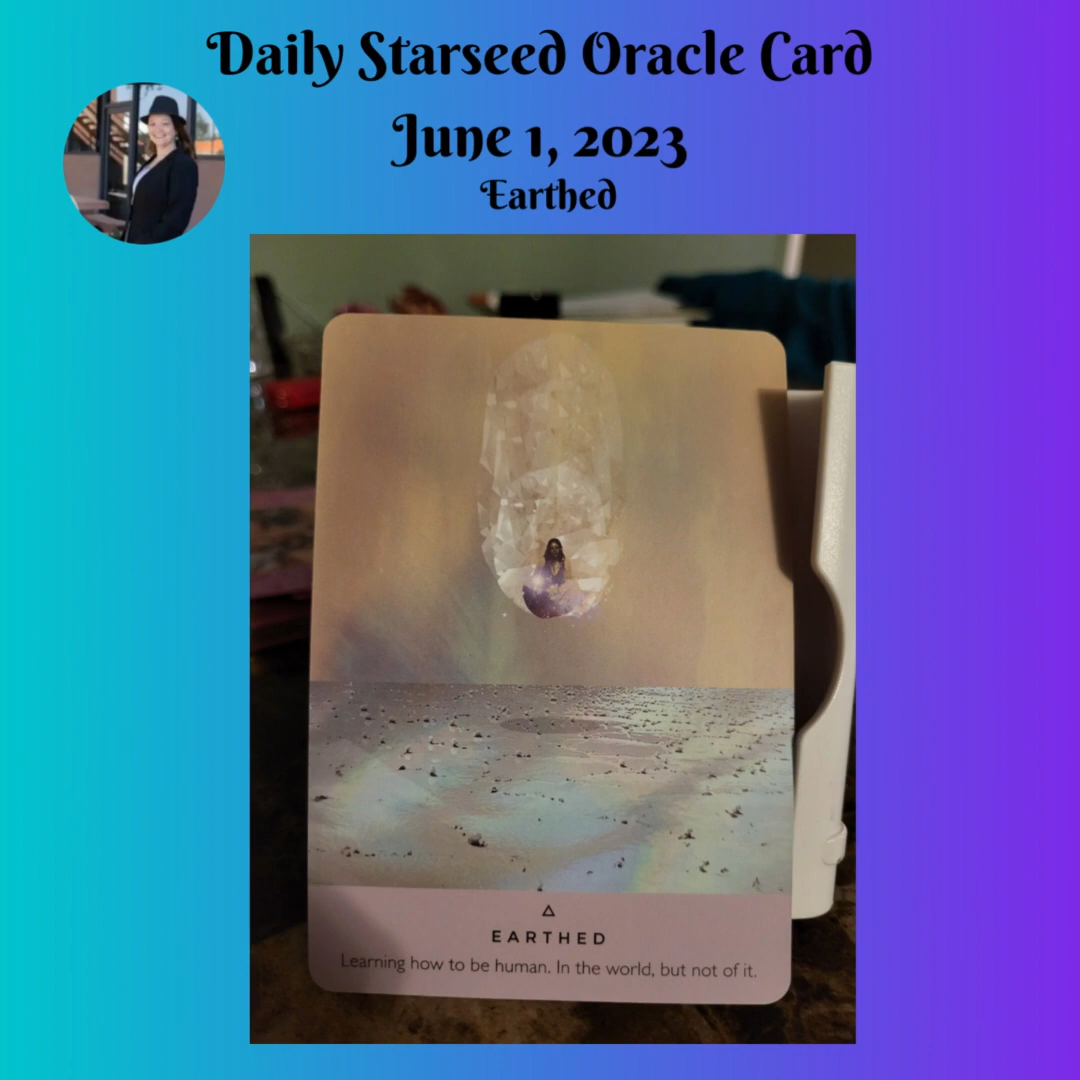 Daily Starseed Oracle Card
June 1, 2023
Earthed
EARTHED
Learning how to be human. In the world, but not of it.